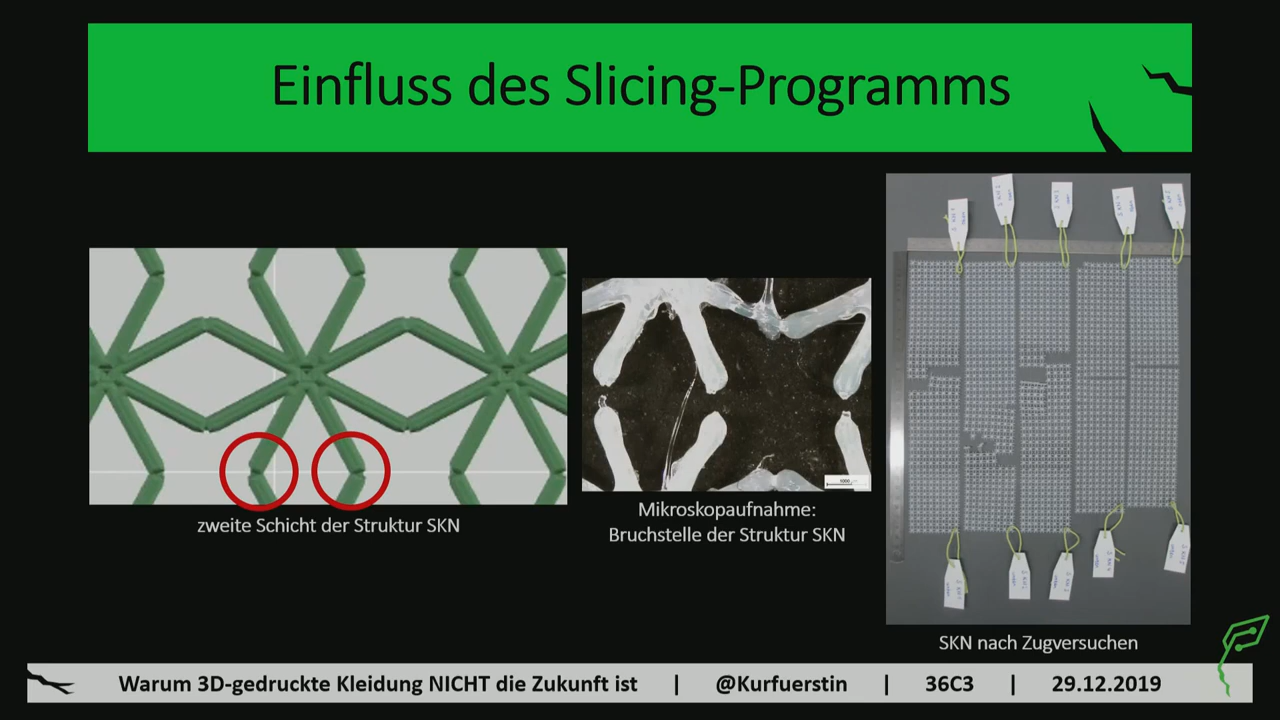 Einfluss des Slicing-Programms
zweite Schicht der Struktur SKN
Mikroskopaufnahme:
Bruchstelle der Struktur SKN
SKN nach Zugversuchen
Warum 3D-gedruckte Kleidung NICHT die Zukunft ist | @Kurfuerstin | 36C3 | 29.12.2019